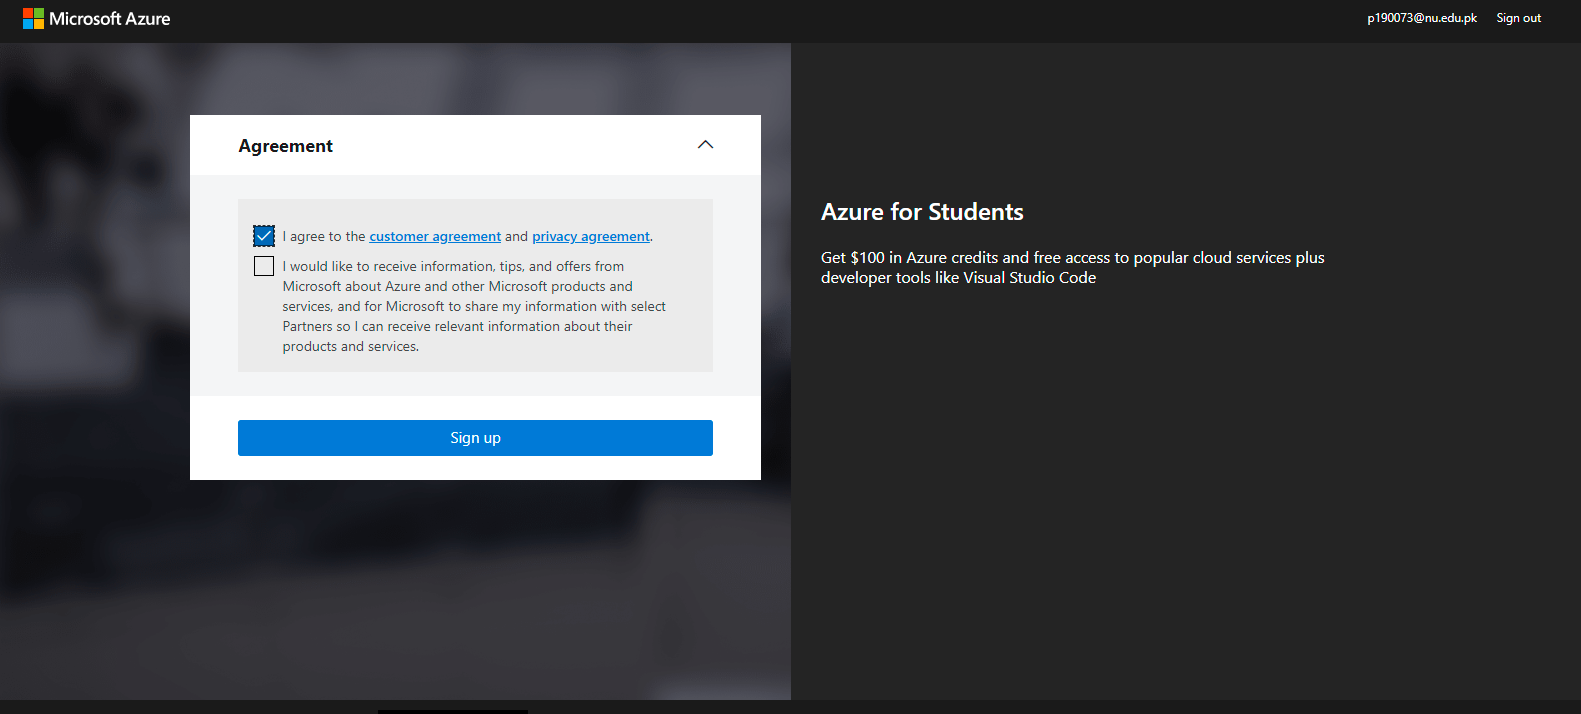 Microsoft Azure
p190073@nu.edu.pk Sign out
Agreement
I agree to the customer agreement and privacy agreement.
I would like to receive information, tips, and offers from
Microsoft about Azure and other Microsoft products and
services, and for Microsoft to share my information with select
Partners so I can receive relevant information about their
products and services.
Sign up
Azure for Students
Get $100 in Azure credits and free access to popular cloud services plus
developer tools like Visual Studio Code